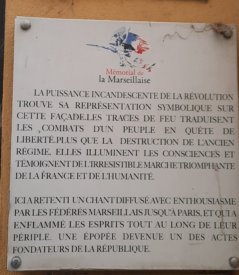 Mémorial de
la Marseillaise
LA PUISSANCE INCANDESCENTE DE LA RÉVOLUTION
TROUVE SA REPRÉSENTATION SYMBOLIQUE SUR
CETTE FAÇADE.LES TRACES DE FEU TRADUISENT
LES COMBATS D'UN PEUPLE EN QUÊTE DE
LIBERTÉ.PLUS QUE LA DESTRUCTION DE L'ANCIEN
RÉGIME, ELLES ILLUMINENT LES CONSCIENCES ET
TÉMOIGNENT DE L'IRRÉSISTIBLE MARCHE TRIOMPHANTE
DE LA FRANCE ET DE L'HUMANITÉ.
ICI A RETENTI UN CHANT DIFFUSÉ AVEC ENTHOUSIASME
PAR LES FÉDÉRÉS MARSEILLAIS JUSQU'A PARIS, ET QUI A
ENFLAMMÉ LES ESPRITS TOUT AU LONG DE LEUR
PÉRIPLE. UNE ÉPOPÉE DEVENUE UN DES ACTES
FONDATEURS DE LA RÉPUBLIQUE.